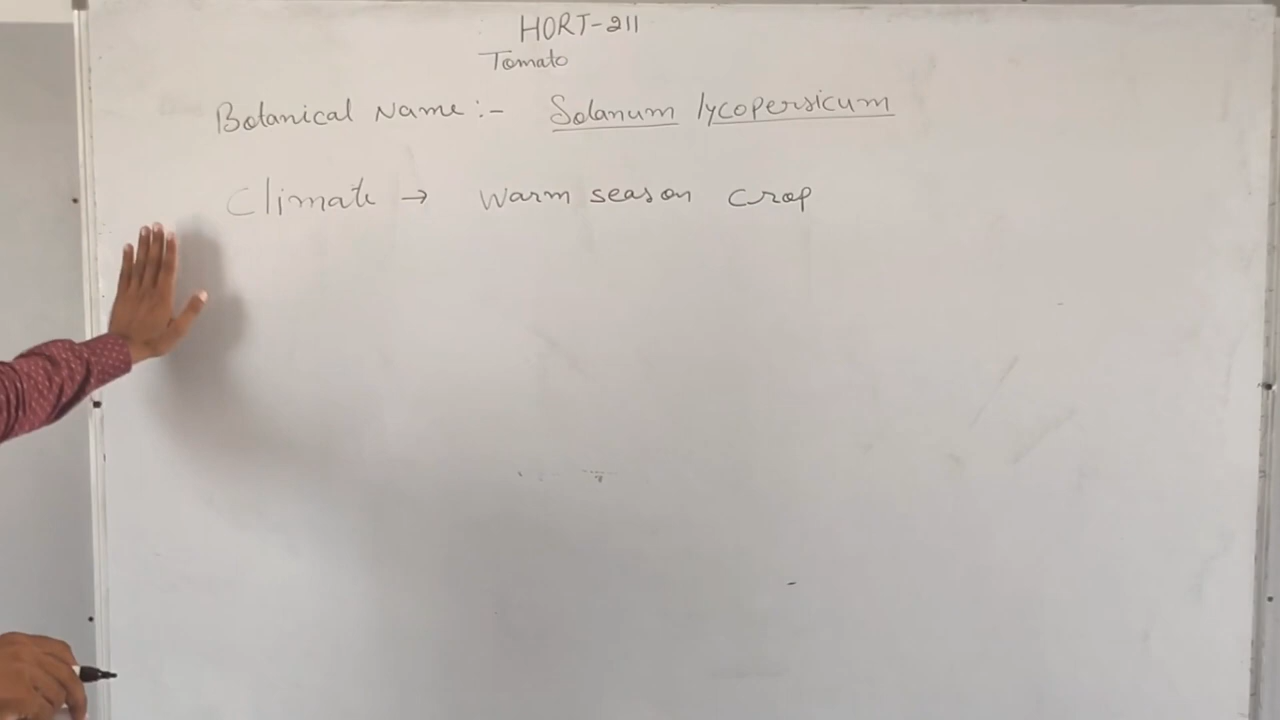 HORT-211
Tomato
Botanical Name :- Solanum lycopersicum
Climate → Warm season crop